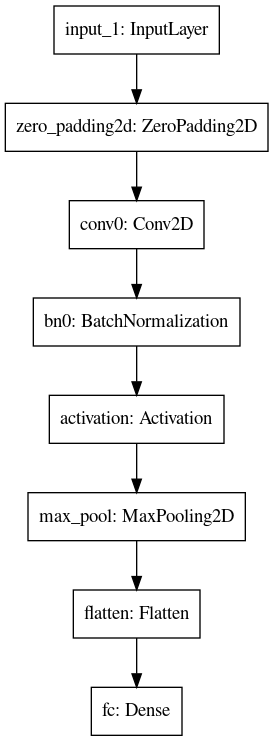 input_1: InputLayer
zero_padding2d: ZeroPadding2D
conv0: Conv2D
bn0: BatchNormalization
activation: Activation
max_pool: MaxPooling2D
flatten: Flatten
fc: Dense